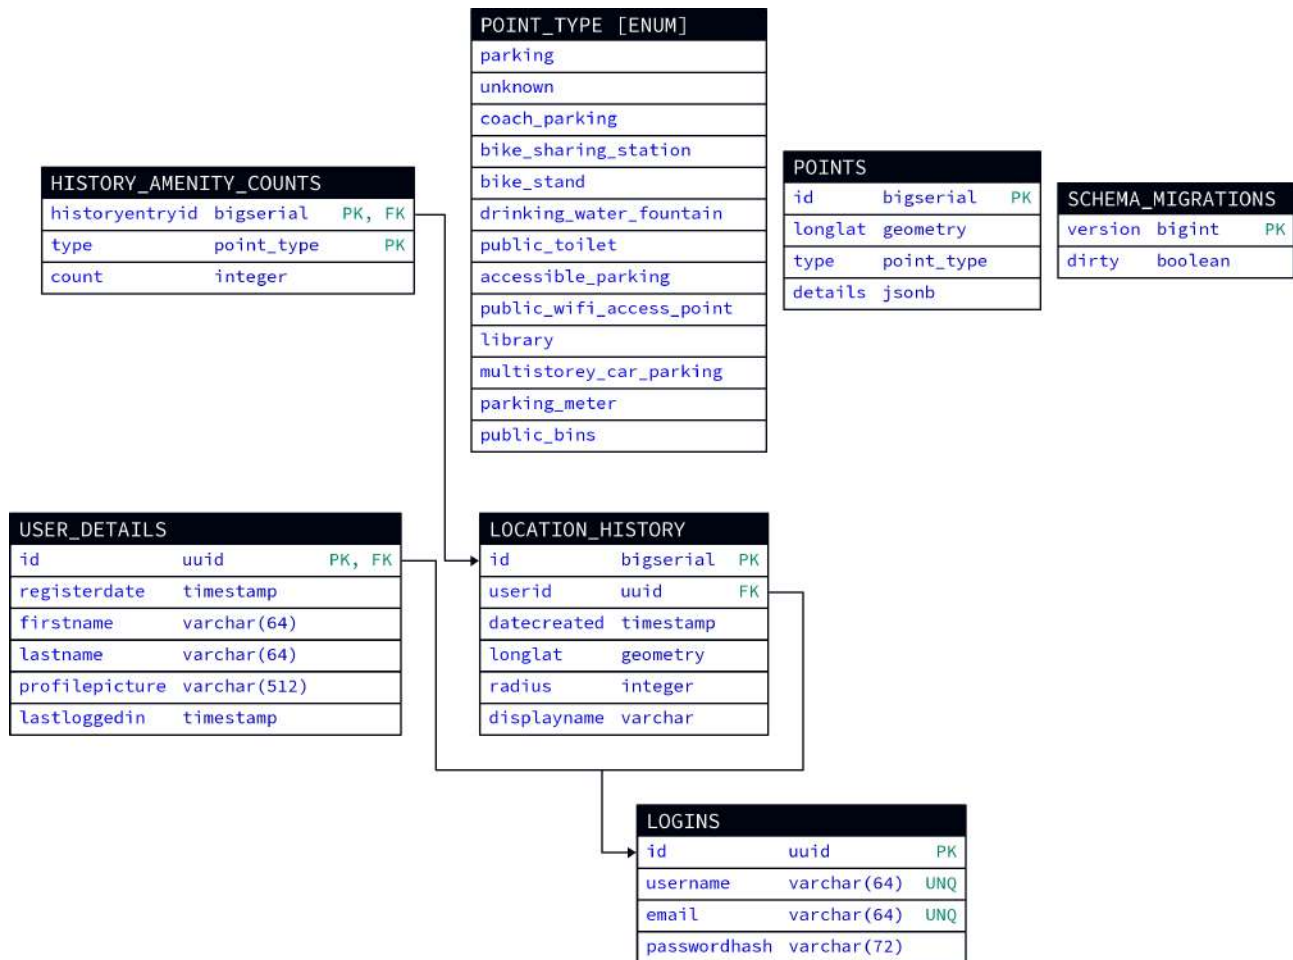 POINT_TYPE [ENUM]
parking
unknown
coach_parking
bike_sharing_station
bike_stand
drinking_water_fountain
public_toilet
accessible_parking
public_wifi_access_point
library
multistorey_car_parking
parking_meter
public_bins
HISTORY_AMENITY_COUNTS
historyentryid bigserial PK, FK
type point_type PK
count integer
POINTS
id bigserial PK
longlat geometry
type point_type
details jsonb
SCHEMA_MIGRATIONS
version bigint PK
dirty boolean
USER_DETAILS
id uuid PK, FK
registerdate timestamp
firstname varchar(64)
lastname varchar(64)
profilepicture varchar(512)
lastloggedin timestamp
LOCATION_HISTORY
id bigserial PK
userid uuid FK
datecreated timestamp
longlat geometry
radius integer
displayname varchar
LOGINS
id uuid PK
username varchar(64) UNQ
email varchar(64) UNQ
passwordhash varchar(72)